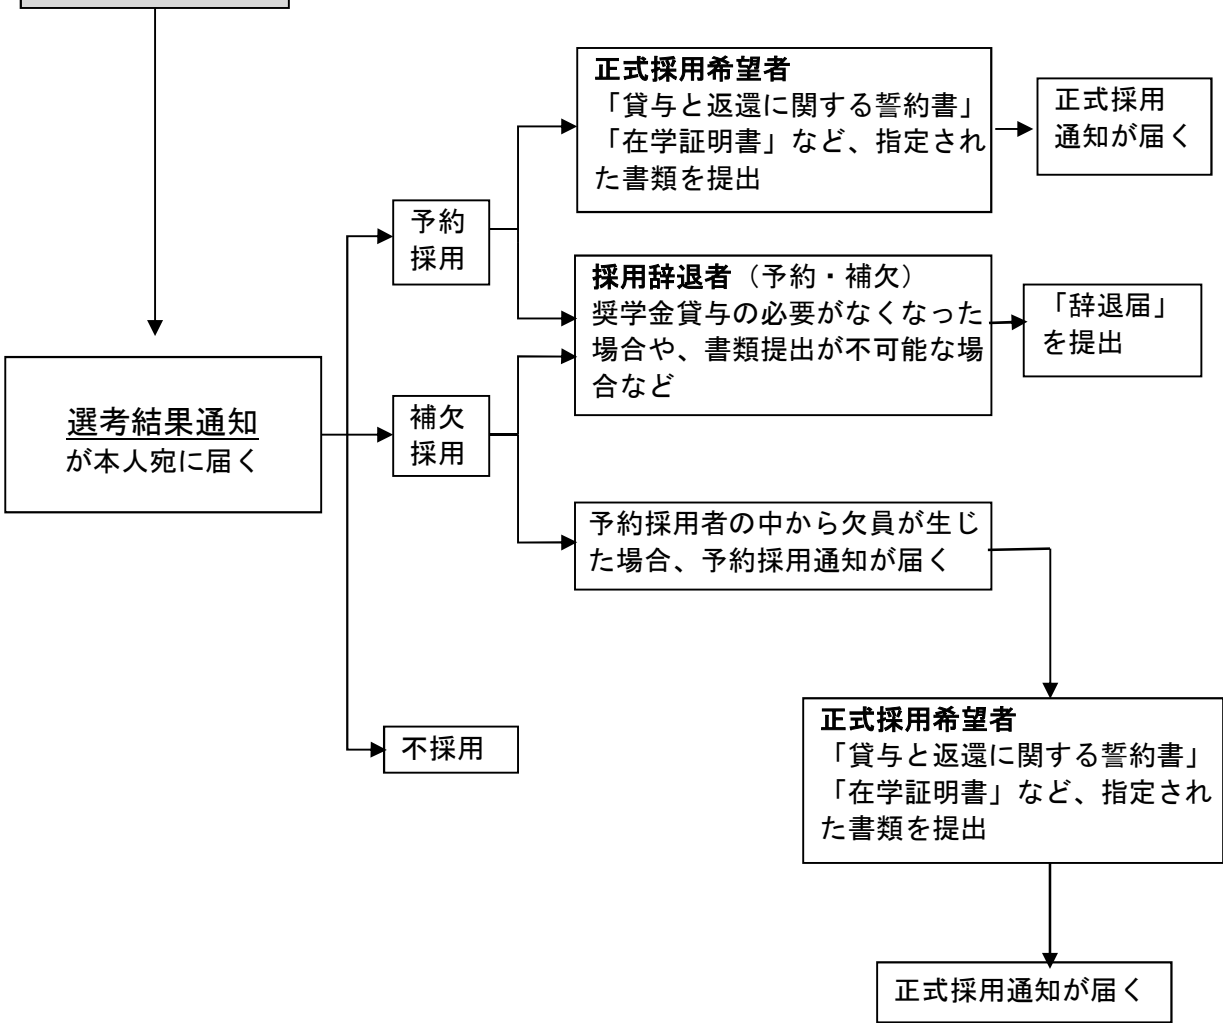 正式採用希望者
「貸与と返還に関する誓約書」
「在学証明書」など、指定され
た書類を提出
正式採用
通知が届く
予約
採用
採用辞退者（予約・補欠）
奨学金貸与の必要がなくなった
場合や、書類提出が不可能な場
合など
「辞退届」
を提出
選考結果通知
が本人宛に届く
補欠
採用
予約採用者の中から欠員が生じ
た場合、予約採用通知が届く
不採用
正式採用希望者
「貸与と返還に関する誓約書」
「在学証明書」など、指定され
た書類を提出
正式採用通知が届く